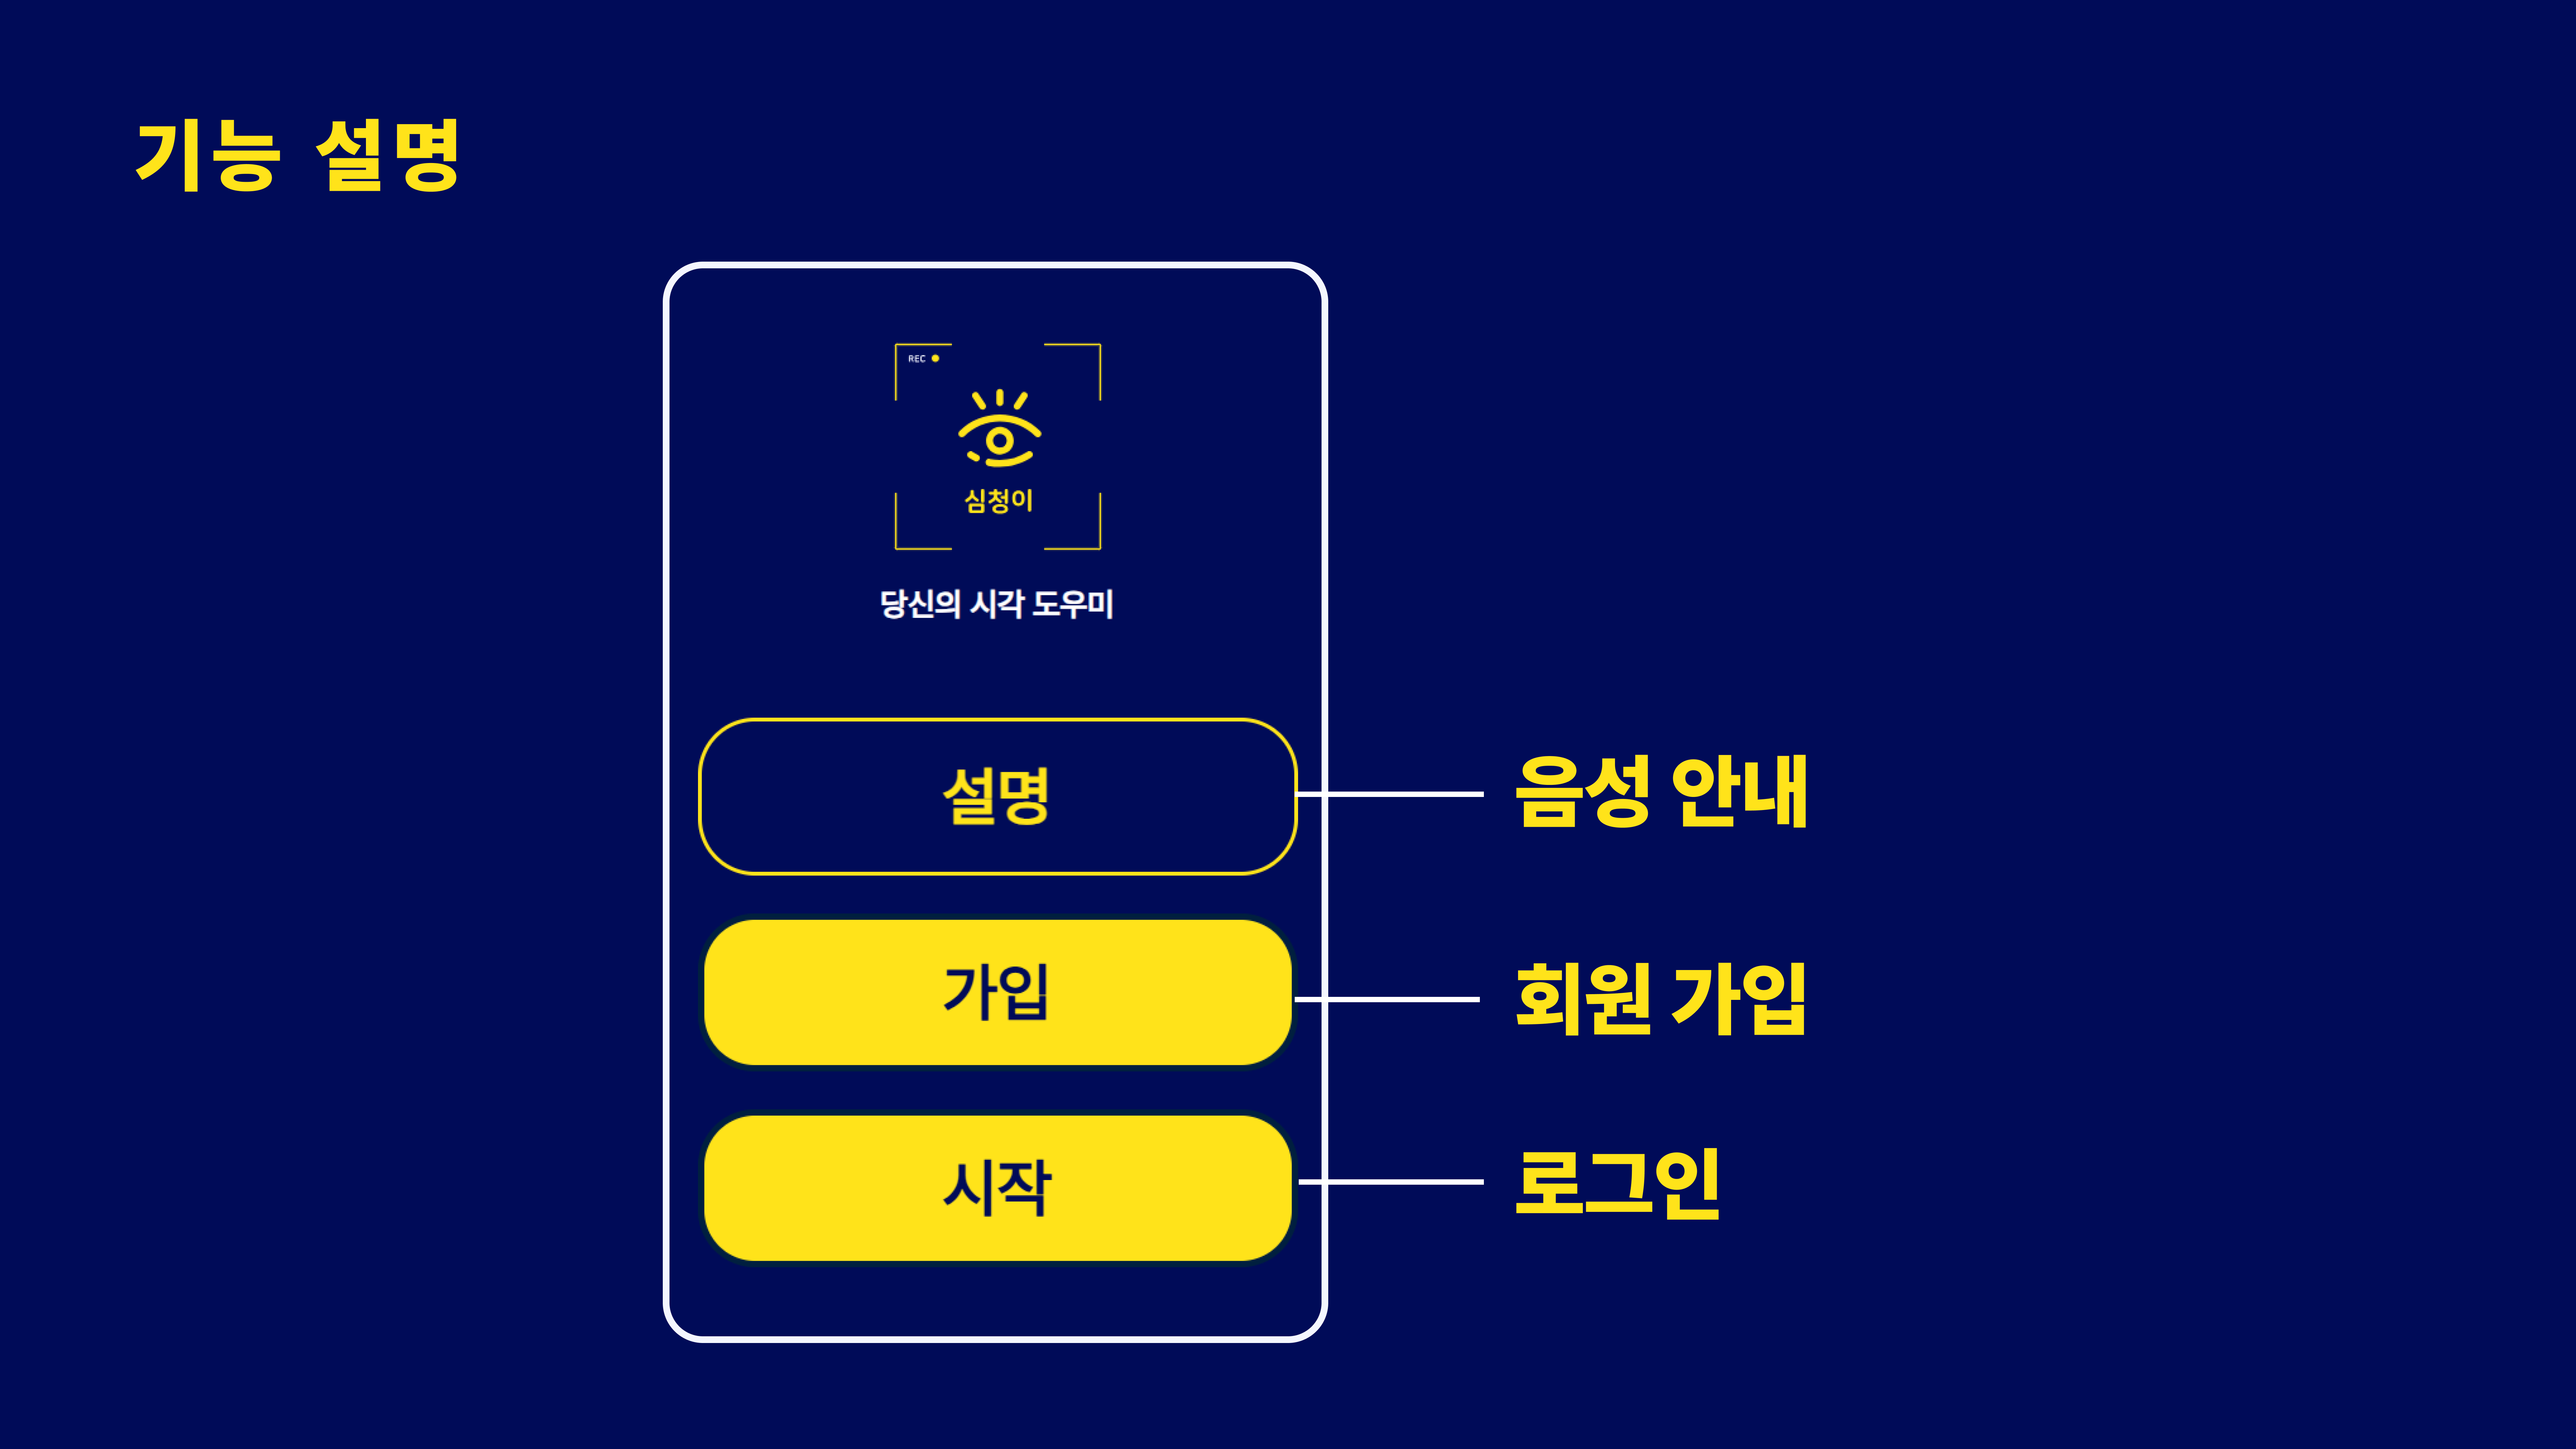 기능 설명
REC
심청이
당신의 시각 도우미
설명
음성 안내
가입
회원 가입
시작
로그인